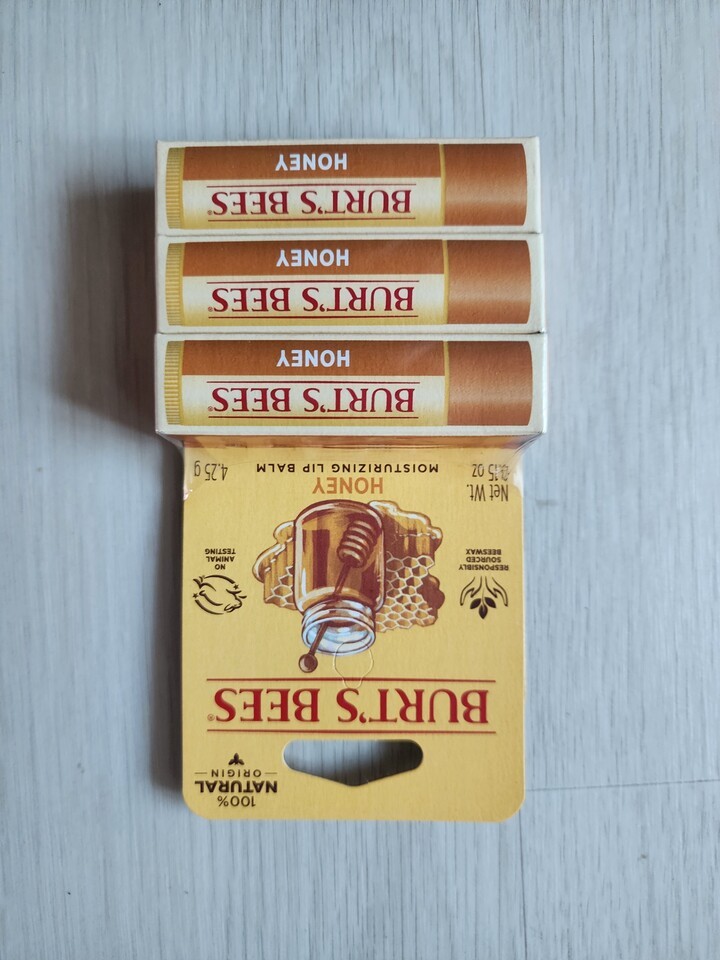 100%
NATURAL
ORIGIN
BURT'S BEES®
RESPONSIBLY
SOURCED
BEESWAX
NO
ANIMAL
TESTING
HONEY
MOISTURIZING LIP BALM
Net Wt.
0.15 oz
4.25 g
BURT'S BEES®
HONEY
BURT'S BEES®
HONEY
BURT'S BEES®
HONEY